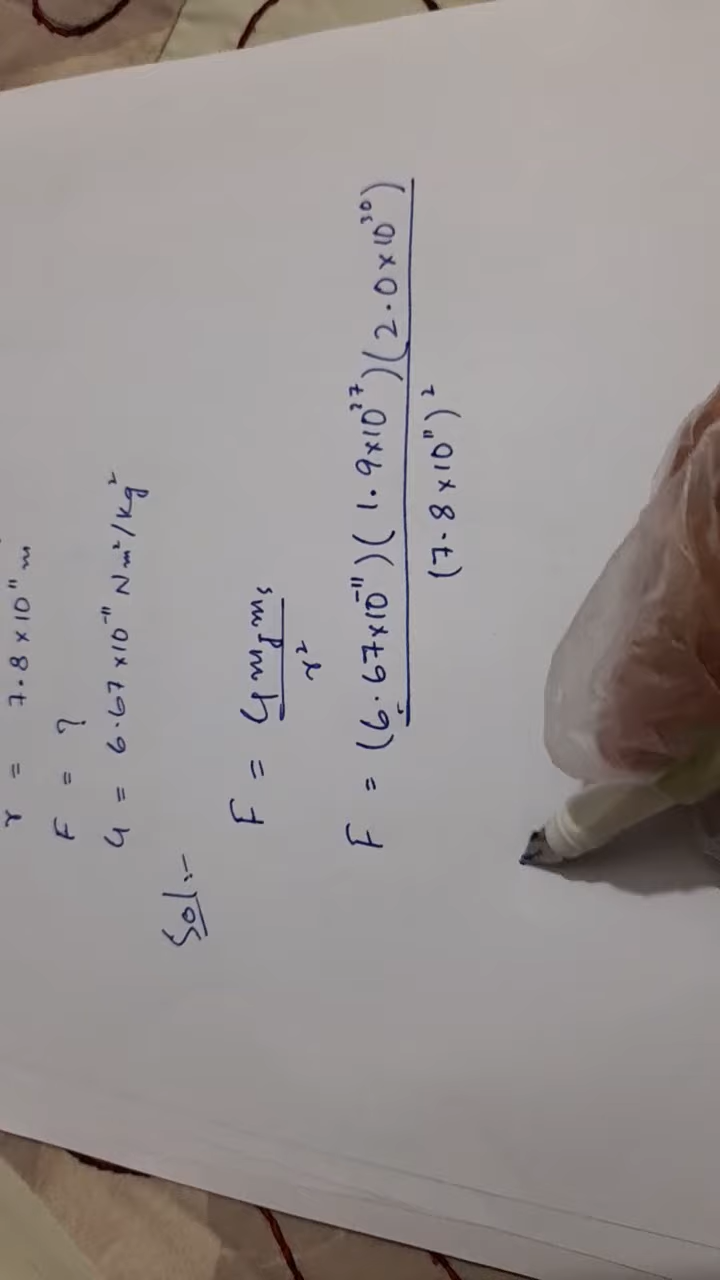 r = 7.8 × 10¹¹ m
F = ?
G = 6.67×10⁻¹¹ Nm²/kg²
Sol:-
F = GmJms/r²
F = (6.67×10⁻¹¹)(1.9×10²⁷)(2.0×10³⁰)
(7.8×10¹¹)²